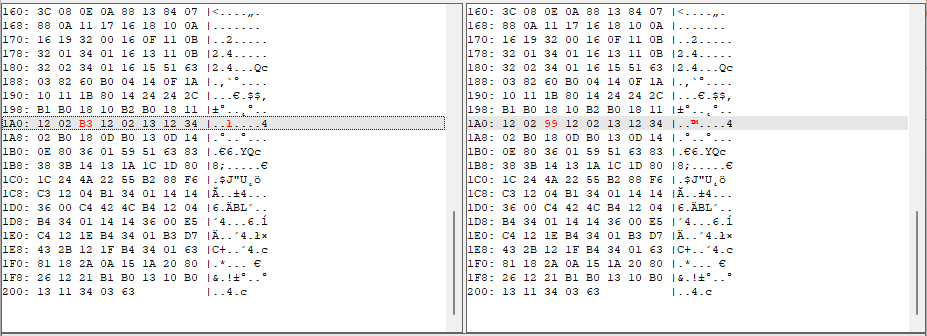 160: 3C 08 0E 0A 88 13 84 07 |<....„.
168: 88 0A 11 17 16 18 10 0A |.......
170: 16 19 32 00 16 0F 11 0B |..2.....
178: 32 01 34 01 16 13 11 0B |2.4.....
180: 32 02 34 01 16 15 51 63 |2.4...Qc
188: 03 82 60 B0 04 14 0F 1A |.‚`°....
190: 10 11 1B 80 14 24 24 2C |...€.$$,
198: B1 B0 18 10 B2 B0 18 11 |±°..˛°..
1A0: 12 02 B3 12 02 13 12 34 |..ł....4
1A8: 02 B0 18 0D B0 13 0D 14 |.°..°...
1B0: 0E 80 36 01 59 51 63 83 |.€6.YQc
1B8: 38 3B 14 13 1A 1C 1D 80 |8;.....€
1C0: 1C 24 4A 22 55 B2 88 F6 |.$J"U˛ö
1C8: C3 12 04 B1 34 01 14 14 |Ă..±4...
1D0: 36 00 C4 42 4C B4 12 04 |6.ÄBL´..
1D8: B4 34 01 14 14 36 00 E5 |´4...6.ĺ
1E0: C4 12 1E B4 34 01 B3 D7 |Ä..´4.ł×
1E8: 43 2B 12 1F B4 34 01 63 |C+..´4.c
1F0: 81 18 2A 0A 15 1A 20 80 |.*... €
1F8: 26 12 21 B1 B0 13 10 B0 |&.!±°..°
200: 13 11 34 03 63 |..4.c
160: 3C 08 0E 0A 88 13 84 07 |<....„.
168: 88 0A 11 17 16 18 10 0A |.......
170: 16 19 32 00 16 0F 11 0B |..2.....
178: 32 01 34 01 16 13 11 0B |2.4.....
180: 32 02 34 01 16 15 51 63 |2.4...Qc
188: 03 82 60 B0 04 14 0F 1A |.‚`°....
190: 10 11 1B 80 14 24 24 2C |...€.$$,
198: B1 B0 18 10 B2 B0 18 11 |±°..˛°..
1A0: 12 02 99 12 02 13 12 34 |..™....4
1A8: 02 B0 18 0D B0 13 0D 14 |.°..°...
1B0: 0E 80 36 01 59 51 63 83 |.€6.YQc
1B8: 38 3B 14 13 1A 1C 1D 80 |8;.....€
1C0: 1C 24 4A 22 55 B2 88 F6 |.$J"U˛ö
1C8: C3 12 04 B1 34 01 14 14 |Ă..±4...
1D0: 36 00 C4 42 4C B4 12 04 |6.ÄBL´..
1D8: B4 34 01 14 14 36 00 E5 |´4...6.ĺ
1E0: C4 12 1E B4 34 01 B3 D7 |Ä..´4.ł×
1E8: 43 2B 12 1F B4 34 01 63 |C+..´4.c
1F0: 81 18 2A 0A 15 1A 20 80 |.*... €
1F8: 26 12 21 B1 B0 13 10 B0 |&.!±°..°
200: 13 11 34 03 63 |..4.c